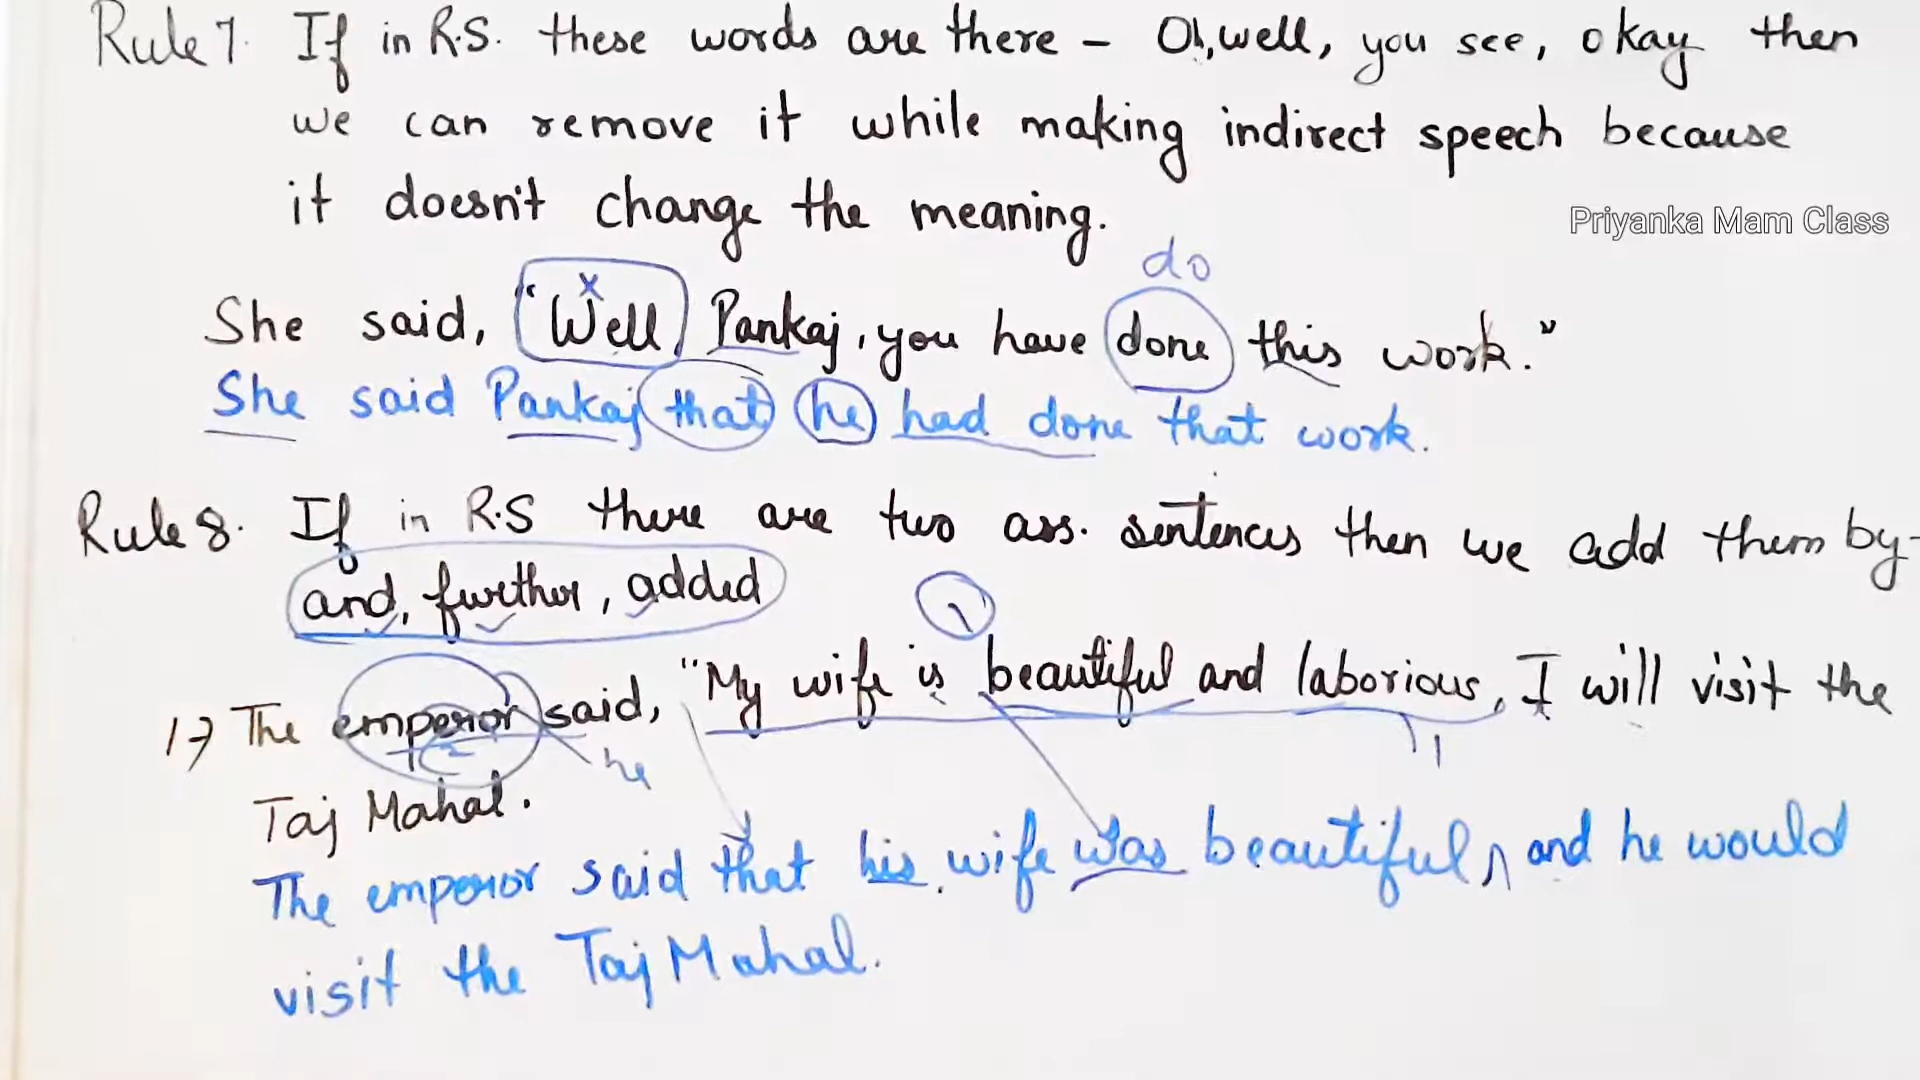 Rule 7. If in R.S. these words are there - Oh, well, you see, okay then
we can remove it while making indirect speech because
it doesn't change the meaning.
Priyanka Mam Class
do
x
She said, "Well Pankaj, you have done this work."
She said Pankaj that he had done that work.
Rule 8. If in R.S there are two ass. sentences then we add them by-
and, further, added
1
1→ The emperor said, "My wife is beautiful and laborious, I will visit the
he
1
Taj Mahal.
The emperor said that his wife was beautiful, and he would
visit the Taj Mahal.